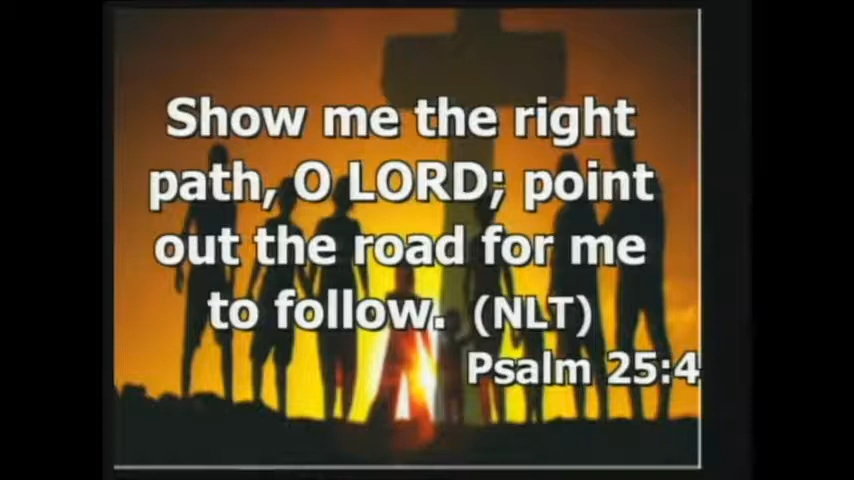 Show me the right
path, O LORD; point
out the road for me
to follow. (NLT)
Psalm 25:4